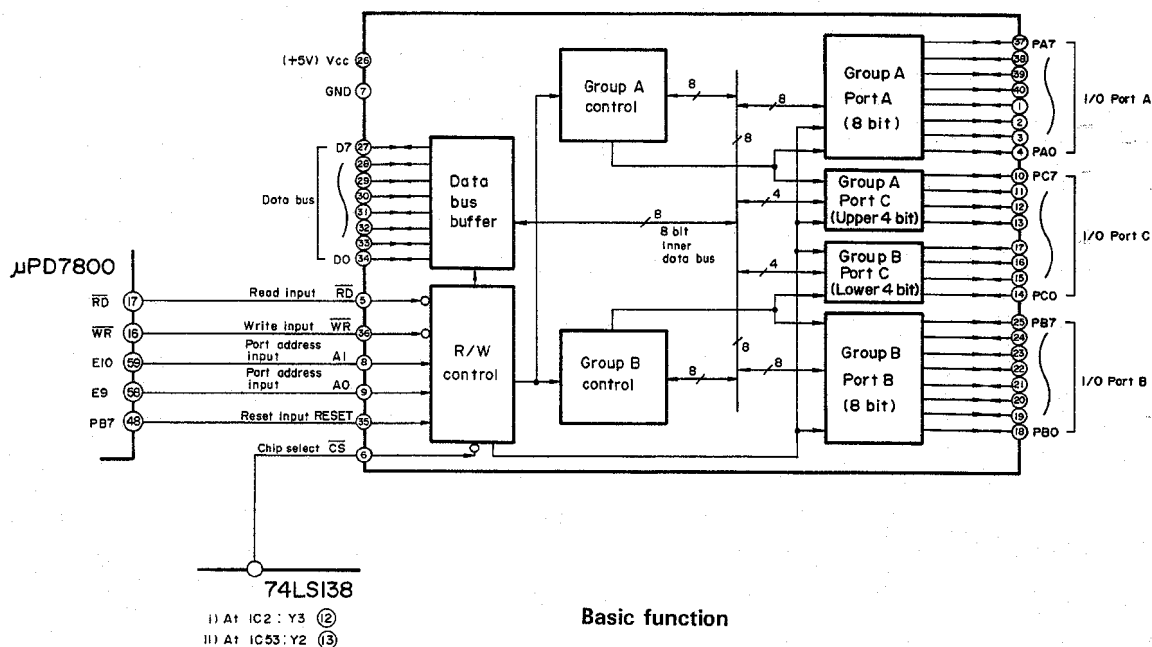 (+5V) Vcc 26
GND 7
Data bus
D7 27
28
29
30
31
32
33
D0 34
Data
bus
buffer
Group A
control
8
8
8
Group A
Port A
(8 bit)
37 PA7
38
39
40
1
2
3
4 PA0
I/O Port A
Group A
Port C
(Upper 4 bit)
4
10 PC7
11
12
13
Group B
Port C
(Lower 4 bit)
4
17
16
15
14 PC0
I/O Port C
8
8 bit
inner
data bus
μPD7800
RD 17 Read input RD 5
WR 16 Write input WR 36
E10 59 Port address
input A1 8
E9 58 Port address
input A0 9
PB7 48 Reset input RESET 35
Chip select CS 6
R/W
control
Group B
control
8
8
8
Group B
Port B
(8 bit)
25 PB7
24
23
22
21
20
19
18 PB0
I/O Port B
74LS138
I) At IC2 : Y3 12
II) At IC53 : Y2 13
Basic function